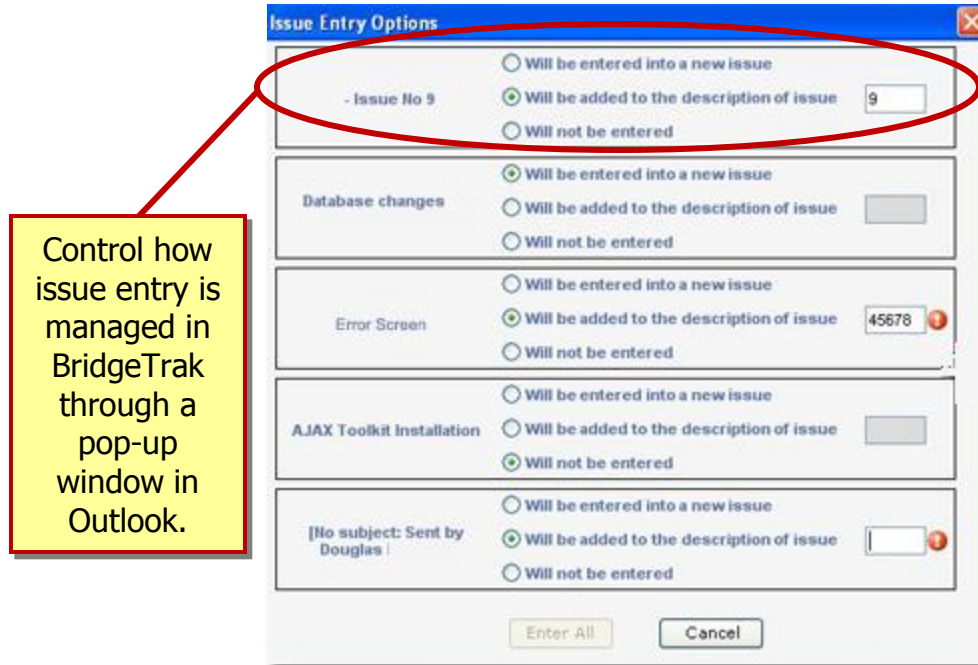 Issue Entry Options
Will be entered into a new issue
- Issue No 9
Will be added to the description of issue 9
Will not be entered
Will be entered into a new issue
Database changes
Will be added to the description of issue
Will not be entered
Will be entered into a new issue
Error Screen
Will be added to the description of issue 45678
Will not be entered
Will be entered into a new issue
AJAX Toolkit Installation
Will be added to the description of issue
Will not be entered
Will be entered into a new issue
[No subject: Sent by
Douglas
Will be added to the description of issue
Will not be entered
Enter All Cancel
Control how
issue entry is
managed in
BridgeTrak
through a
pop-up
window in
Outlook.